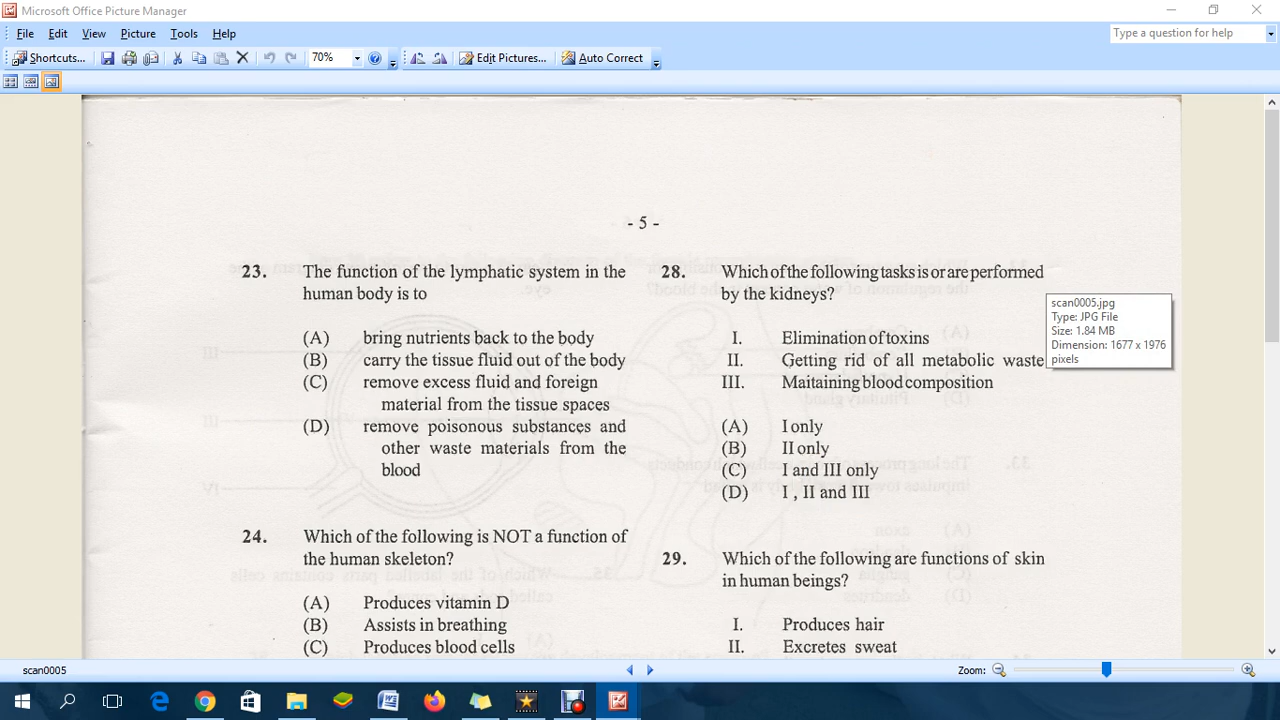 Microsoft Office Picture Manager
File Edit View Picture Tools Help
Type a question for help
Shortcuts... 70% Edit Pictures... Auto Correct
- 5 -
23. The function of the lymphatic system in the
human body is to
(A) bring nutrients back to the body
(B) carry the tissue fluid out of the body
(C) remove excess fluid and foreign
material from the tissue spaces
(D) remove poisonous substances and
other waste materials from the
blood
24. Which of the following is NOT a function of
the human skeleton?
(A) Produces vitamin D
(B) Assists in breathing
(C) Produces blood cells
28. Which of the following tasks is or are performed
by the kidneys?
I. Elimination of toxins
II. Getting rid of all metabolic waste
III. Maitaining blood composition
(A) I only
(B) II only
(C) I and III only
(D) I , II and III
29. Which of the following are functions of skin
in human beings?
I. Produces hair
II. Excretes sweat
scan0005.jpg
Type: JPG File
Size: 1.84 MB
Dimension: 1677 x 1976
pixels
scan0005
Zoom: